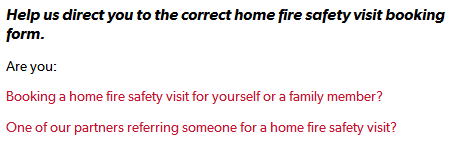 Help us direct you to the correct home fire safety visit booking
form.
Are you:
Booking a home fire safety visit for yourself or a family member?
One of our partners referring someone for a home fire safety visit?